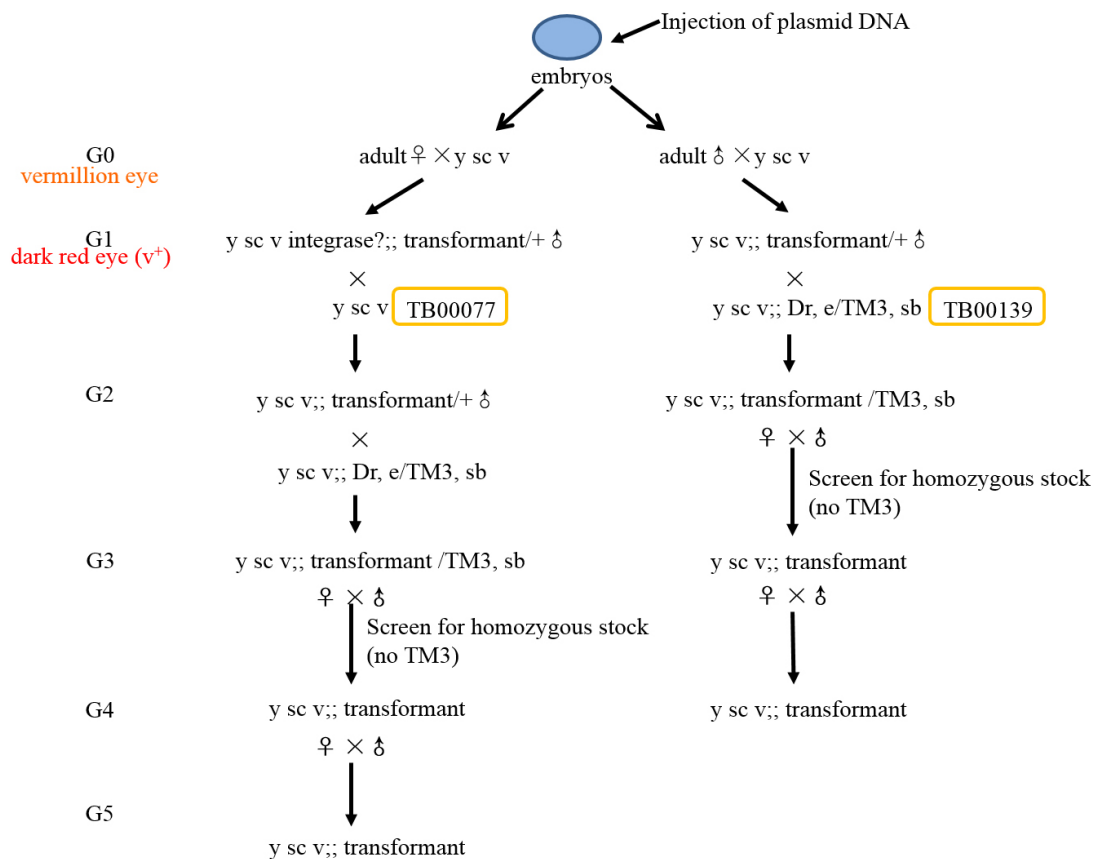 Injection of plasmid DNA
embryos
G0
vermillion eye
adult ♀ ×y sc v
adult ♂ ×y sc v
G1
dark red eye (v⁺)
y sc v integrase?;; transformant/+ ♂
y sc v;; transformant/+ ♂
×
×
y sc v TB00077
y sc v;; Dr, e/TM3, sb TB00139
G2
y sc v;; transformant/+ ♂
y sc v;; transformant /TM3, sb
×
♀ × ♂
y sc v;; Dr, e/TM3, sb
Screen for homozygous stock
(no TM3)
G3
y sc v;; transformant /TM3, sb
y sc v;; transformant
♀ × ♂
♀ × ♂
Screen for homozygous stock
(no TM3)
G4
y sc v;; transformant
y sc v;; transformant
♀ × ♂
G5
y sc v;; transformant